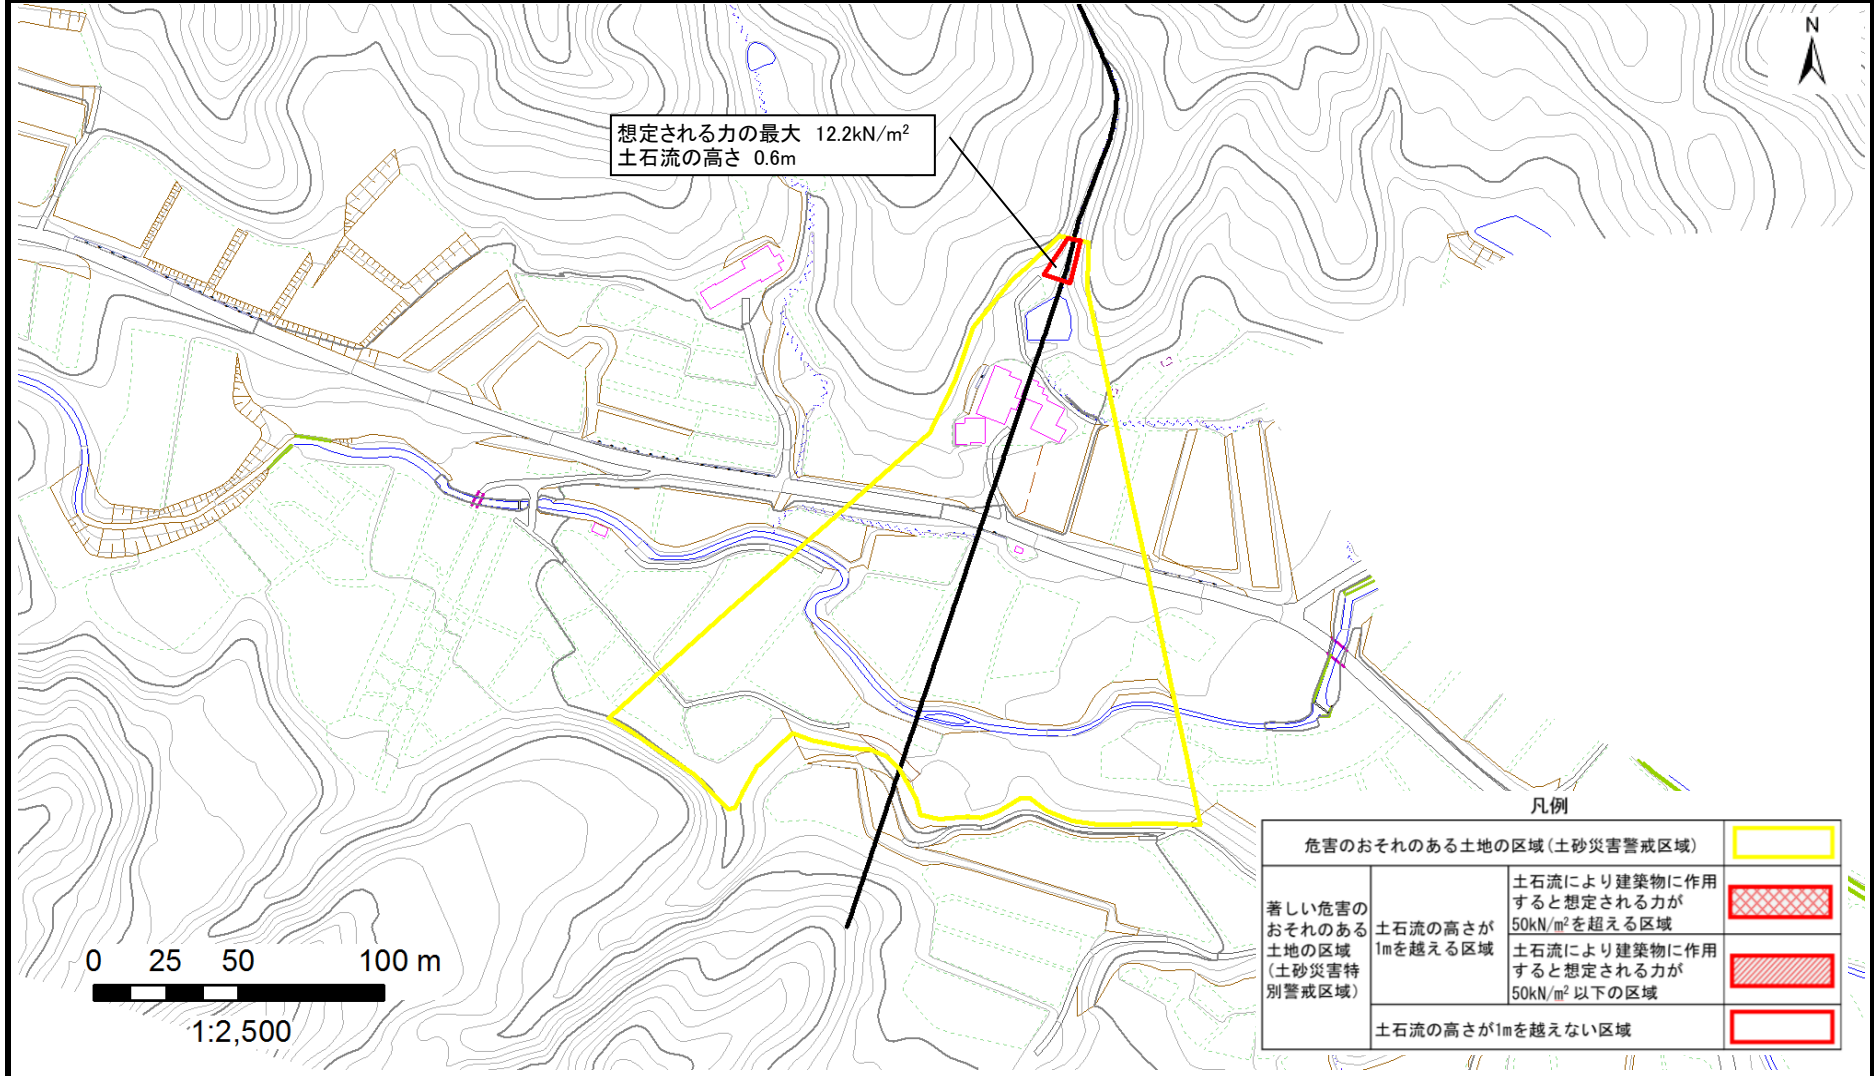 N
想定される力の最大 12.2kN/m²
土石流の高さ 0.6m
凡例
危害のおそれのある土地の区域(土砂災害警戒区域)
著しい危害の
おそれのある
土地の区域
(土砂災害特
別警戒区域)
土石流の高さが
1mを越える区域
土石流により建築物に作用
すると想定される力が
50kN/m²を超える区域
土石流により建築物に作用
すると想定される力が
50kN/m²以下の区域
土石流の高さが1mを越えない区域
0 25 50 100 m
1:2,500